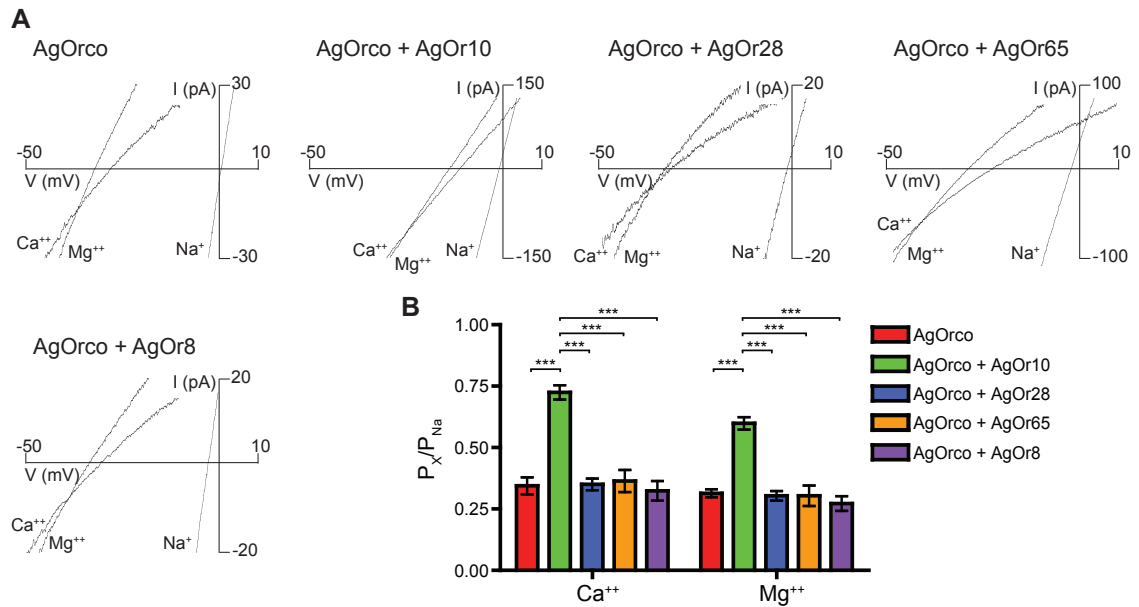 A
AgOrco
I (pA)
30
-50
10
V (mV)
Ca++
Mg++
Na+
-30
AgOrco + AgOr10
I (pA)
150
-50
10
V (mV)
Ca++
Mg++
Na+
-150
AgOrco + AgOr28
I (pA)
20
-50
10
V (mV)
Ca++
Mg++
Na+
-20
AgOrco + AgOr65
I (pA)
100
-50
10
V (mV)
Ca++
Mg++
Na+
-100
AgOrco + AgOr8
I (pA)
20
-50
10
V (mV)
Ca++
Mg++
Na+
-20
B
PX/PNa
1.00
0.75
0.50
0.25
0.00
***
***
***
***
***
***
***
***
Ca++
Mg++
AgOrco
AgOrco + AgOr10
AgOrco + AgOr28
AgOrco + AgOr65
AgOrco + AgOr8